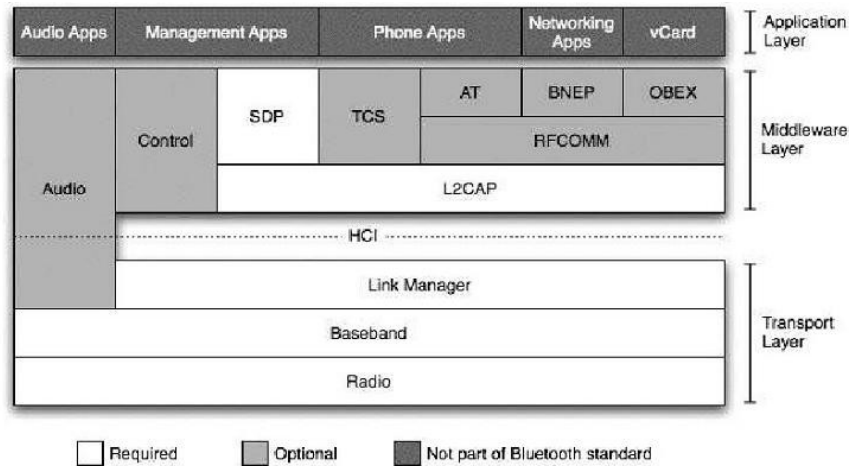 Audio Apps
Management Apps
Phone Apps
Networking
Apps
vCard
Application
Layer
Audio
Control
SDP
TCS
AT
BNEP
OBEX
RFCOMM
L2CAP
Middleware
Layer
HCI
Link Manager
Baseband
Radio
Transport
Layer
Required
Optional
Not part of Bluetooth standard